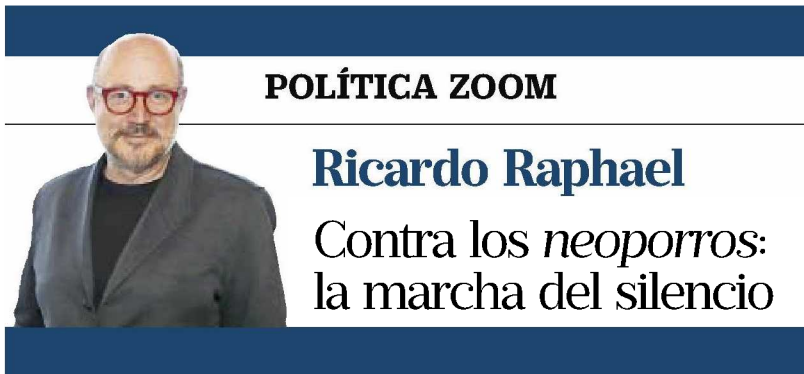 POLÍTICA ZOOM
Ricardo Raphael
Contra los neoporros:
la marcha del silencio